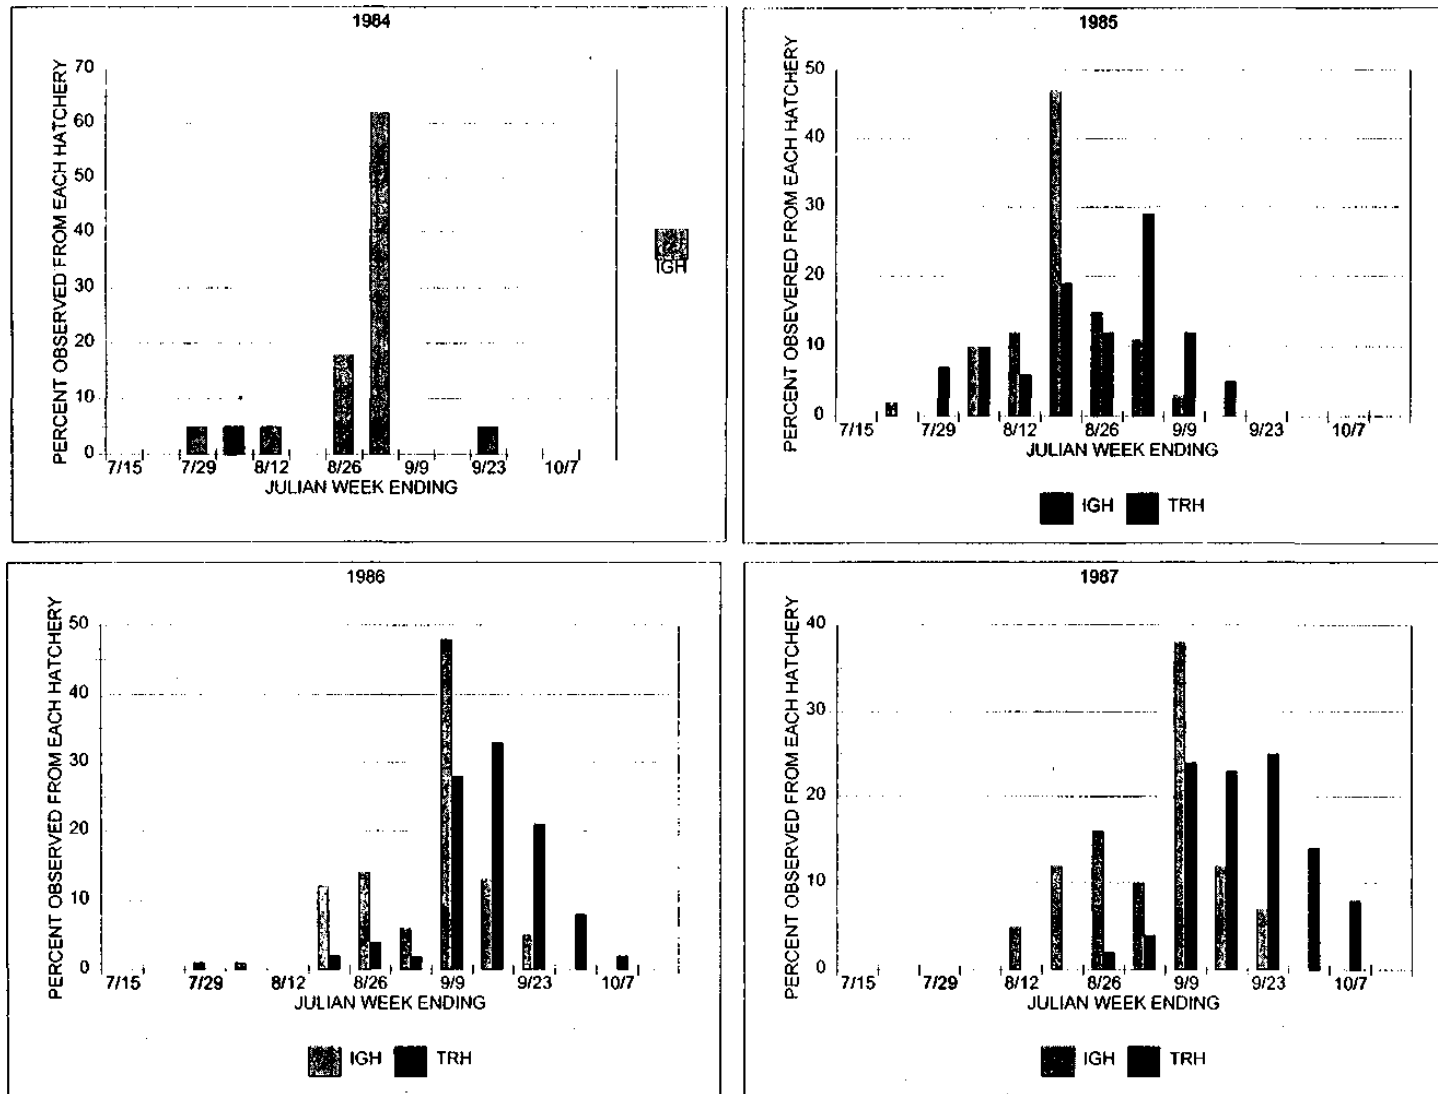 1984
PERCENT OBSERVED FROM EACH HATCHERY
70
60
50
40
30
20
10
0
7/15 7/29 8/12 8/26 9/9 9/23 10/7
JULIAN WEEK ENDING
IGH
1985
PERCENT OBSEVERED FROM EACH HATCHERY
50
40
30
20
10
0
7/15 7/29 8/12 8/26 9/9 9/23 10/7
JULIAN WEEK ENDING
IGH TRH
1986
PERCENT OBSERVED FROM EACH HATCHERY
50
40
30
20
10
0
7/15 7/29 8/12 8/26 9/9 9/23 10/7
JULIAN WEEK ENDING
IGH TRH
1987
PERCENT OBSERVED FROM EACH HATCHERY
40
30
20
10
0
7/15 7/29 8/12 8/26 9/9 9/23 10/7
JULIAN WEEK ENDING
IGH TRH